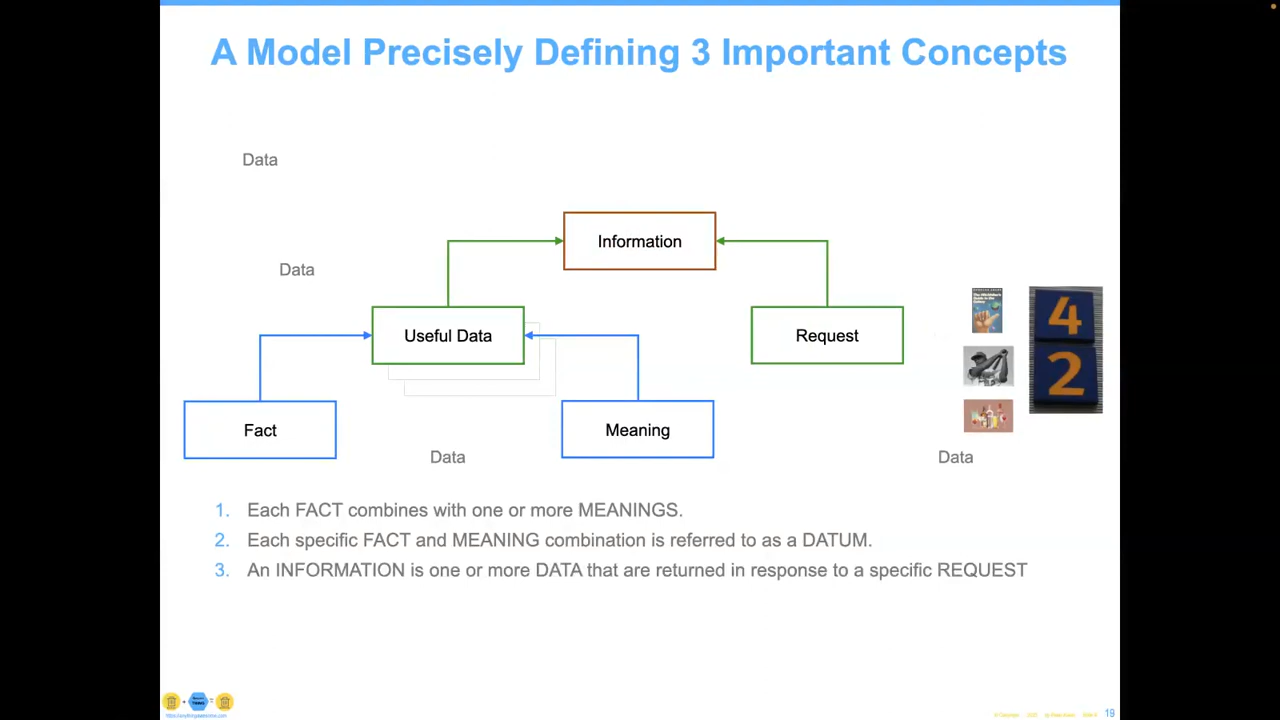 A Model Precisely Defining 3 Important Concepts
Data
Information
Data
Useful Data
Request
4
2
Fact
Meaning
Data
Data
1. Each FACT combines with one or more MEANINGS.
2. Each specific FACT and MEANING combination is referred to as a DATUM.
3. An INFORMATION is one or more DATA that are returned in response to a specific REQUEST
19